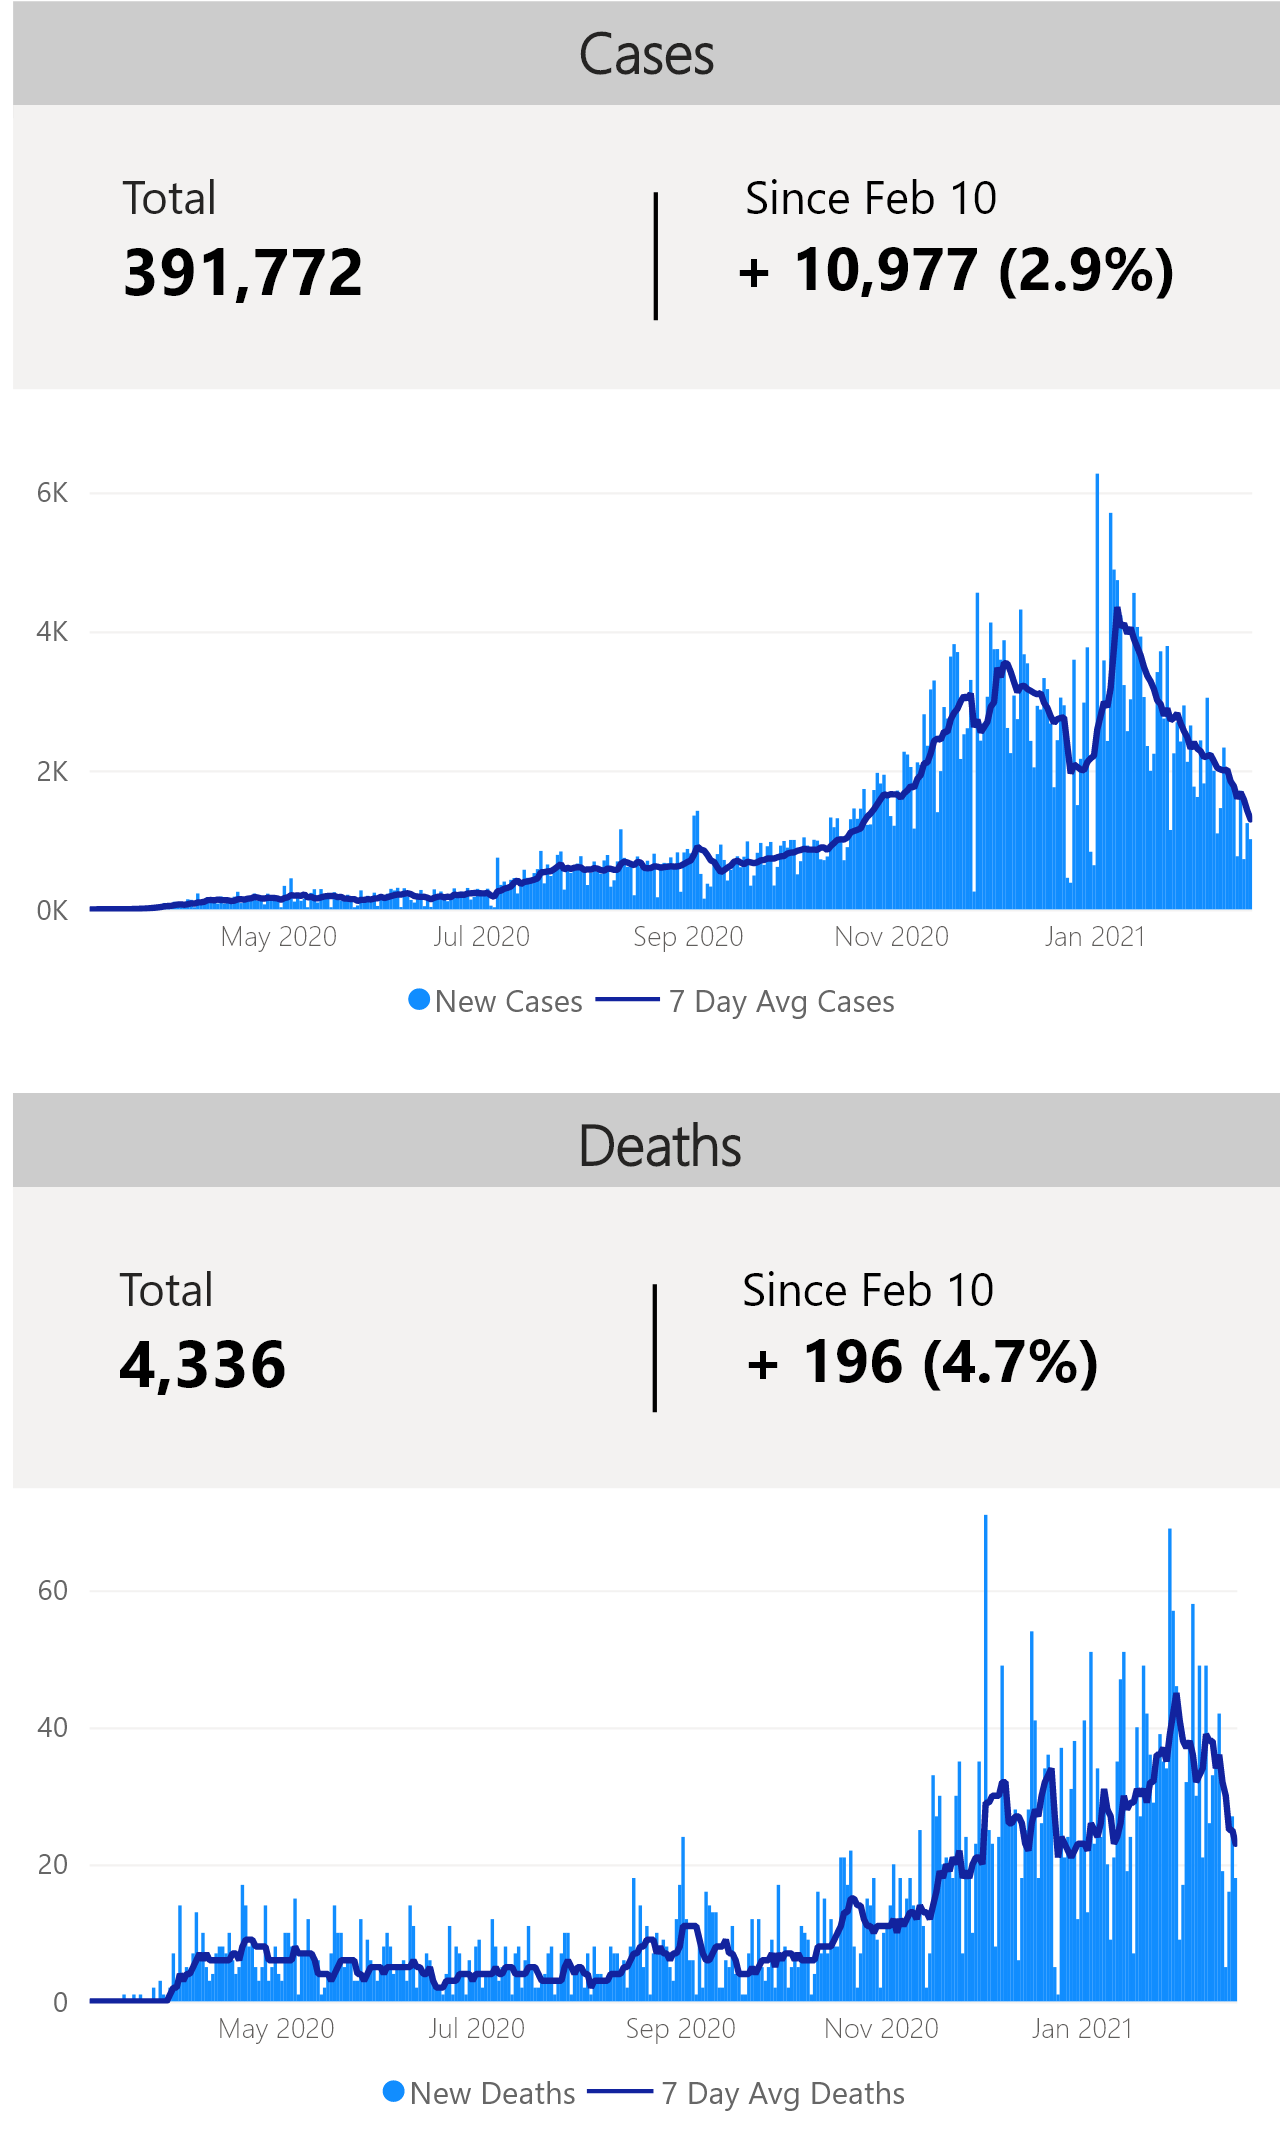 Cases
Total
Since Feb 10
391,772
+ 10,977 (2.9%)
6K
4K
2K
0K
May 2020
Jul 2020
Sep 2020
Nov 2020
Jan 2021
New Cases
7 Day Avg Cases
Deaths
Total
Since Feb 10
4,336
+ 196 (4.7%)
60
40
20
0
May 2020
Jul 2020
Sep 2020
Nov 2020
Jan 2021
New Deaths
7 Day Avg Deaths